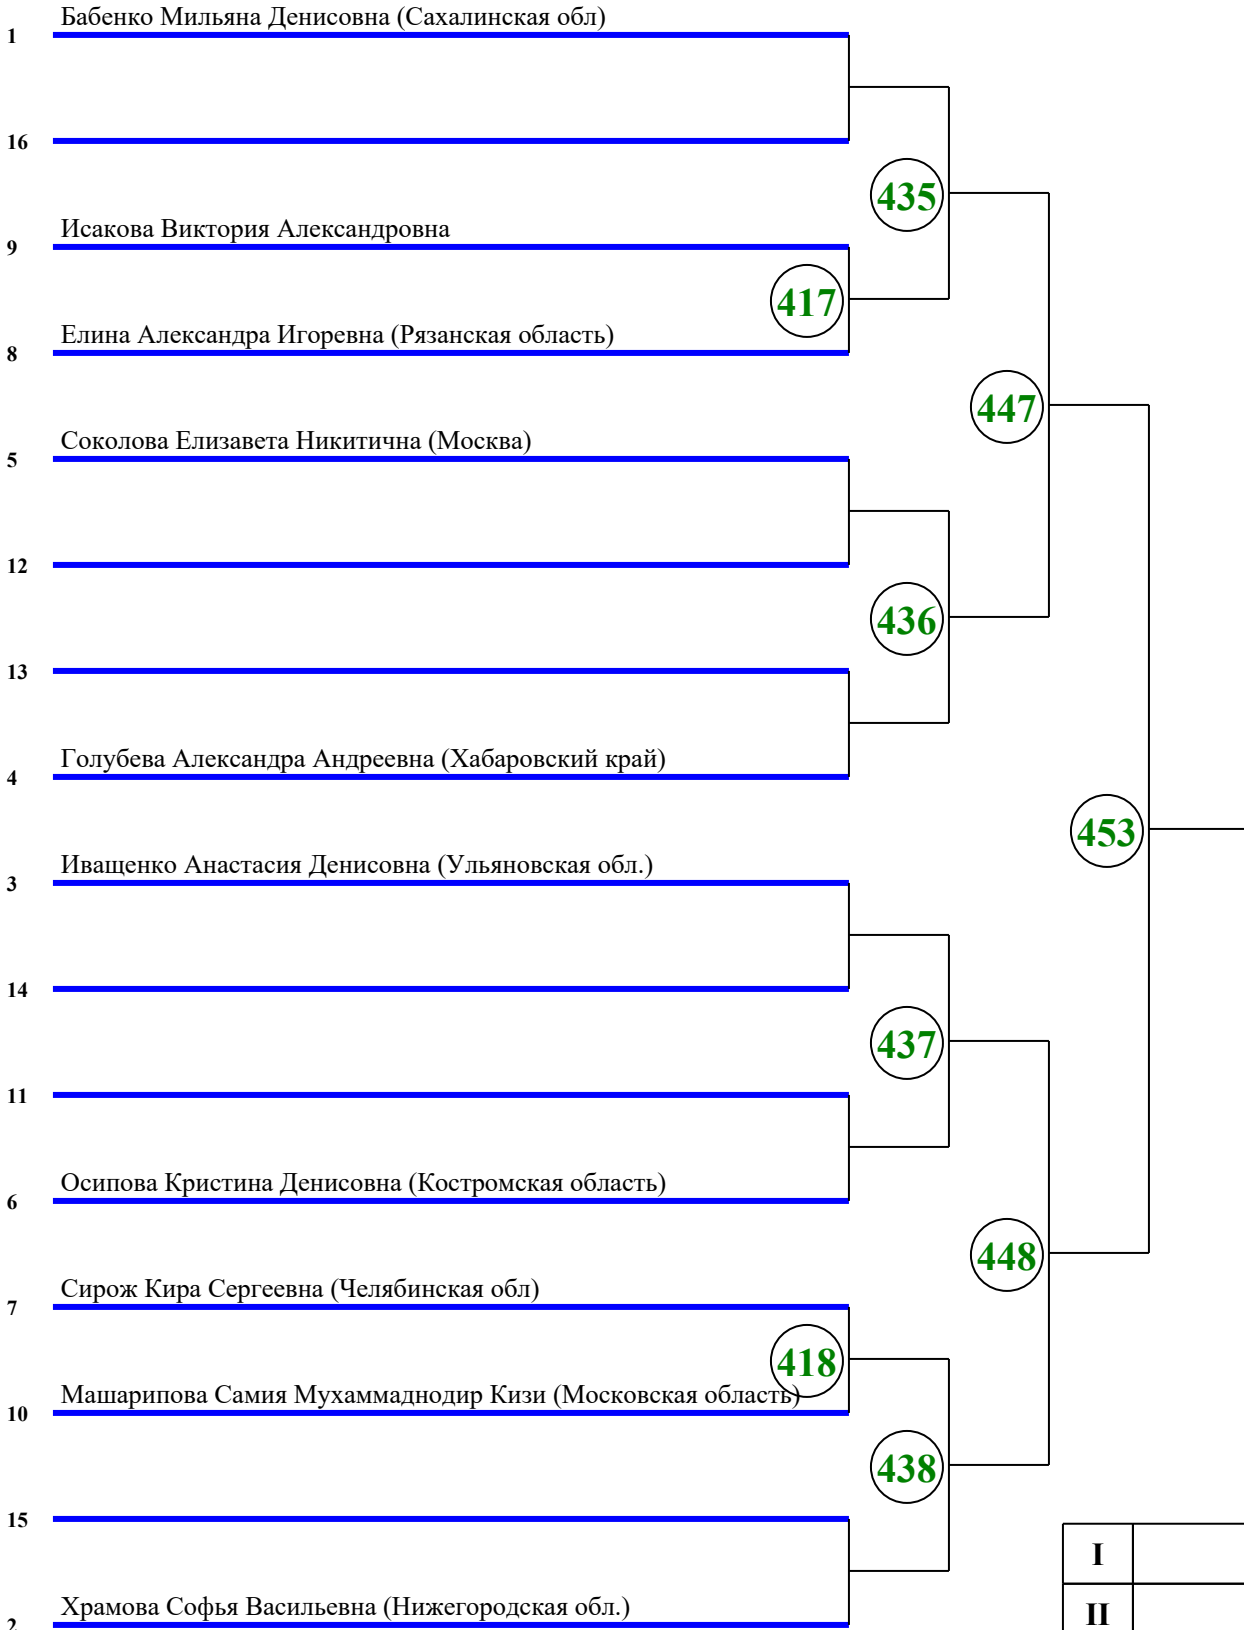 Бабенко Мильяна Денисовна (Сахалинская обл)
1
16
435
Исакова Виктория Александровна
9
417
Елина Александра Игоревна (Рязанская область)
8
447
Соколова Елизавета Никитична (Москва)
5
12
436
13
Голубева Александра Андреевна (Хабаровский край)
4
453
Иващенко Анастасия Денисовна (Ульяновская обл.)
3
14
437
11
Осипова Кристина Денисовна (Костромская область)
6
448
Сирож Кира Сергеевна (Челябинская обл)
7
418
Машарипова Самия Мухаммаднодир Кизи (Московская область)
10
438
15
I
Храмова Софья Васильевна (Нижегородская обл.)
II
2